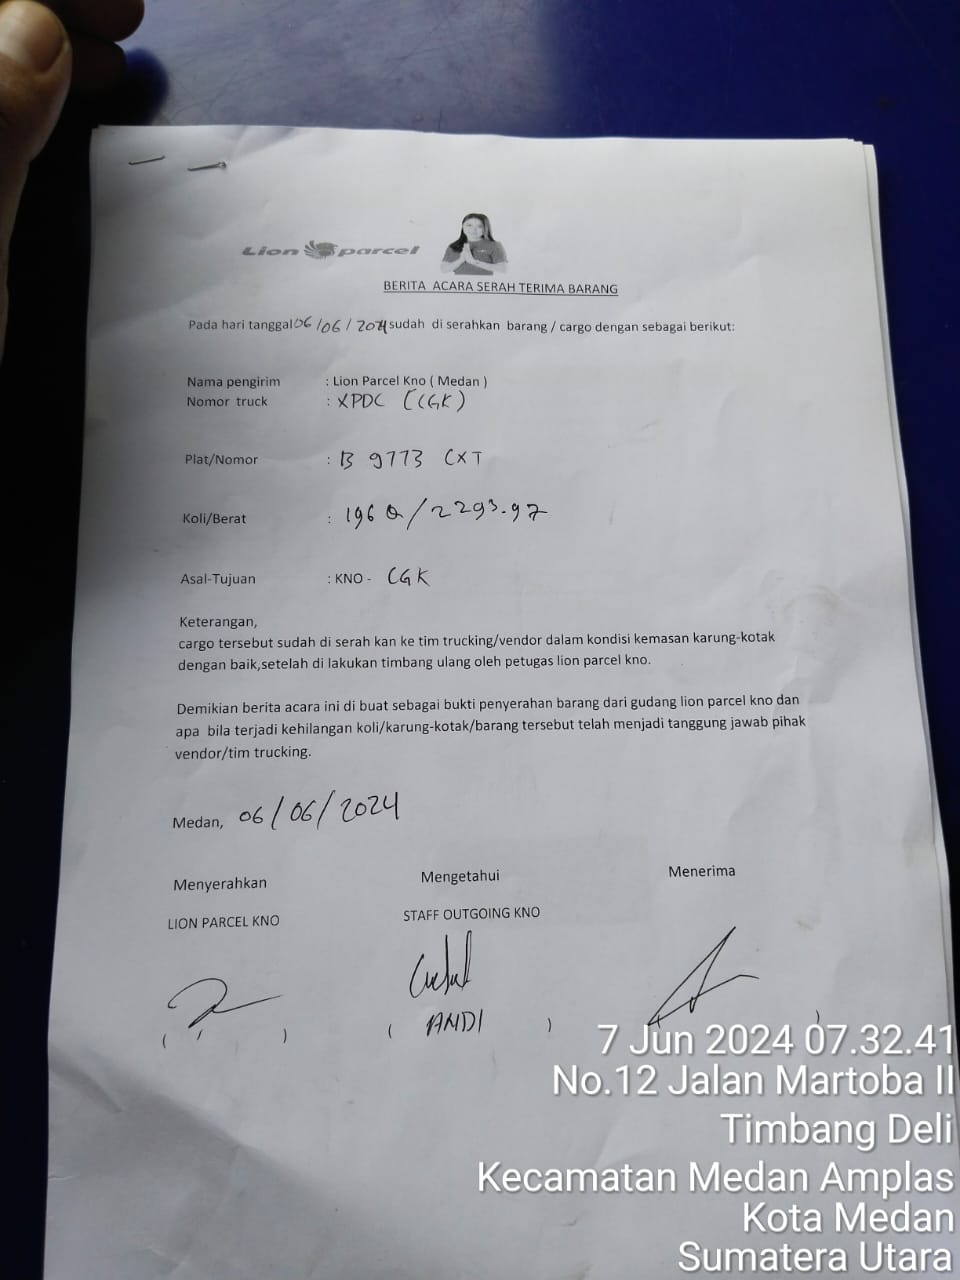 Lion parcel
BERITA ACARA SERAH TERIMA BARANG
Pada hari tanggal 06/06/2024 sudah di serahkan barang / cargo dengan sebagai berikut:
Nama pengirim : Lion Parcel Kno ( Medan )
Nomor truck : XPDC (CGK)
Plat/Nomor : B 9773 CXT
Koli/Berat : 196 /2293.97
Asal-Tujuan : KNO - CGK
Keterangan,
cargo tersebut sudah di serah kan ke tim trucking/vendor dalam kondisi kemasan karung-kotak
dengan baik,setelah di lakukan timbang ulang oleh petugas lion parcel kno.
Demikian berita acara ini di buat sebagai bukti penyerahan barang dari gudang lion parcel kno dan
apa bila terjadi kehilangan koli/karung-kotak/barang tersebut telah menjadi tanggung jawab pihak
vendor/tim trucking.
Medan, 06/06/2024
Menyerahkan Mengetahui Menerima
LION PARCEL KNO STAFF OUTGOING KNO
( ) ( ANDI ) )
7 Jun 2024 07.32.41
No.12 Jalan Martoba II
Timbang Deli
Kecamatan Medan Amplas
Kota Medan
Sumatera Utara